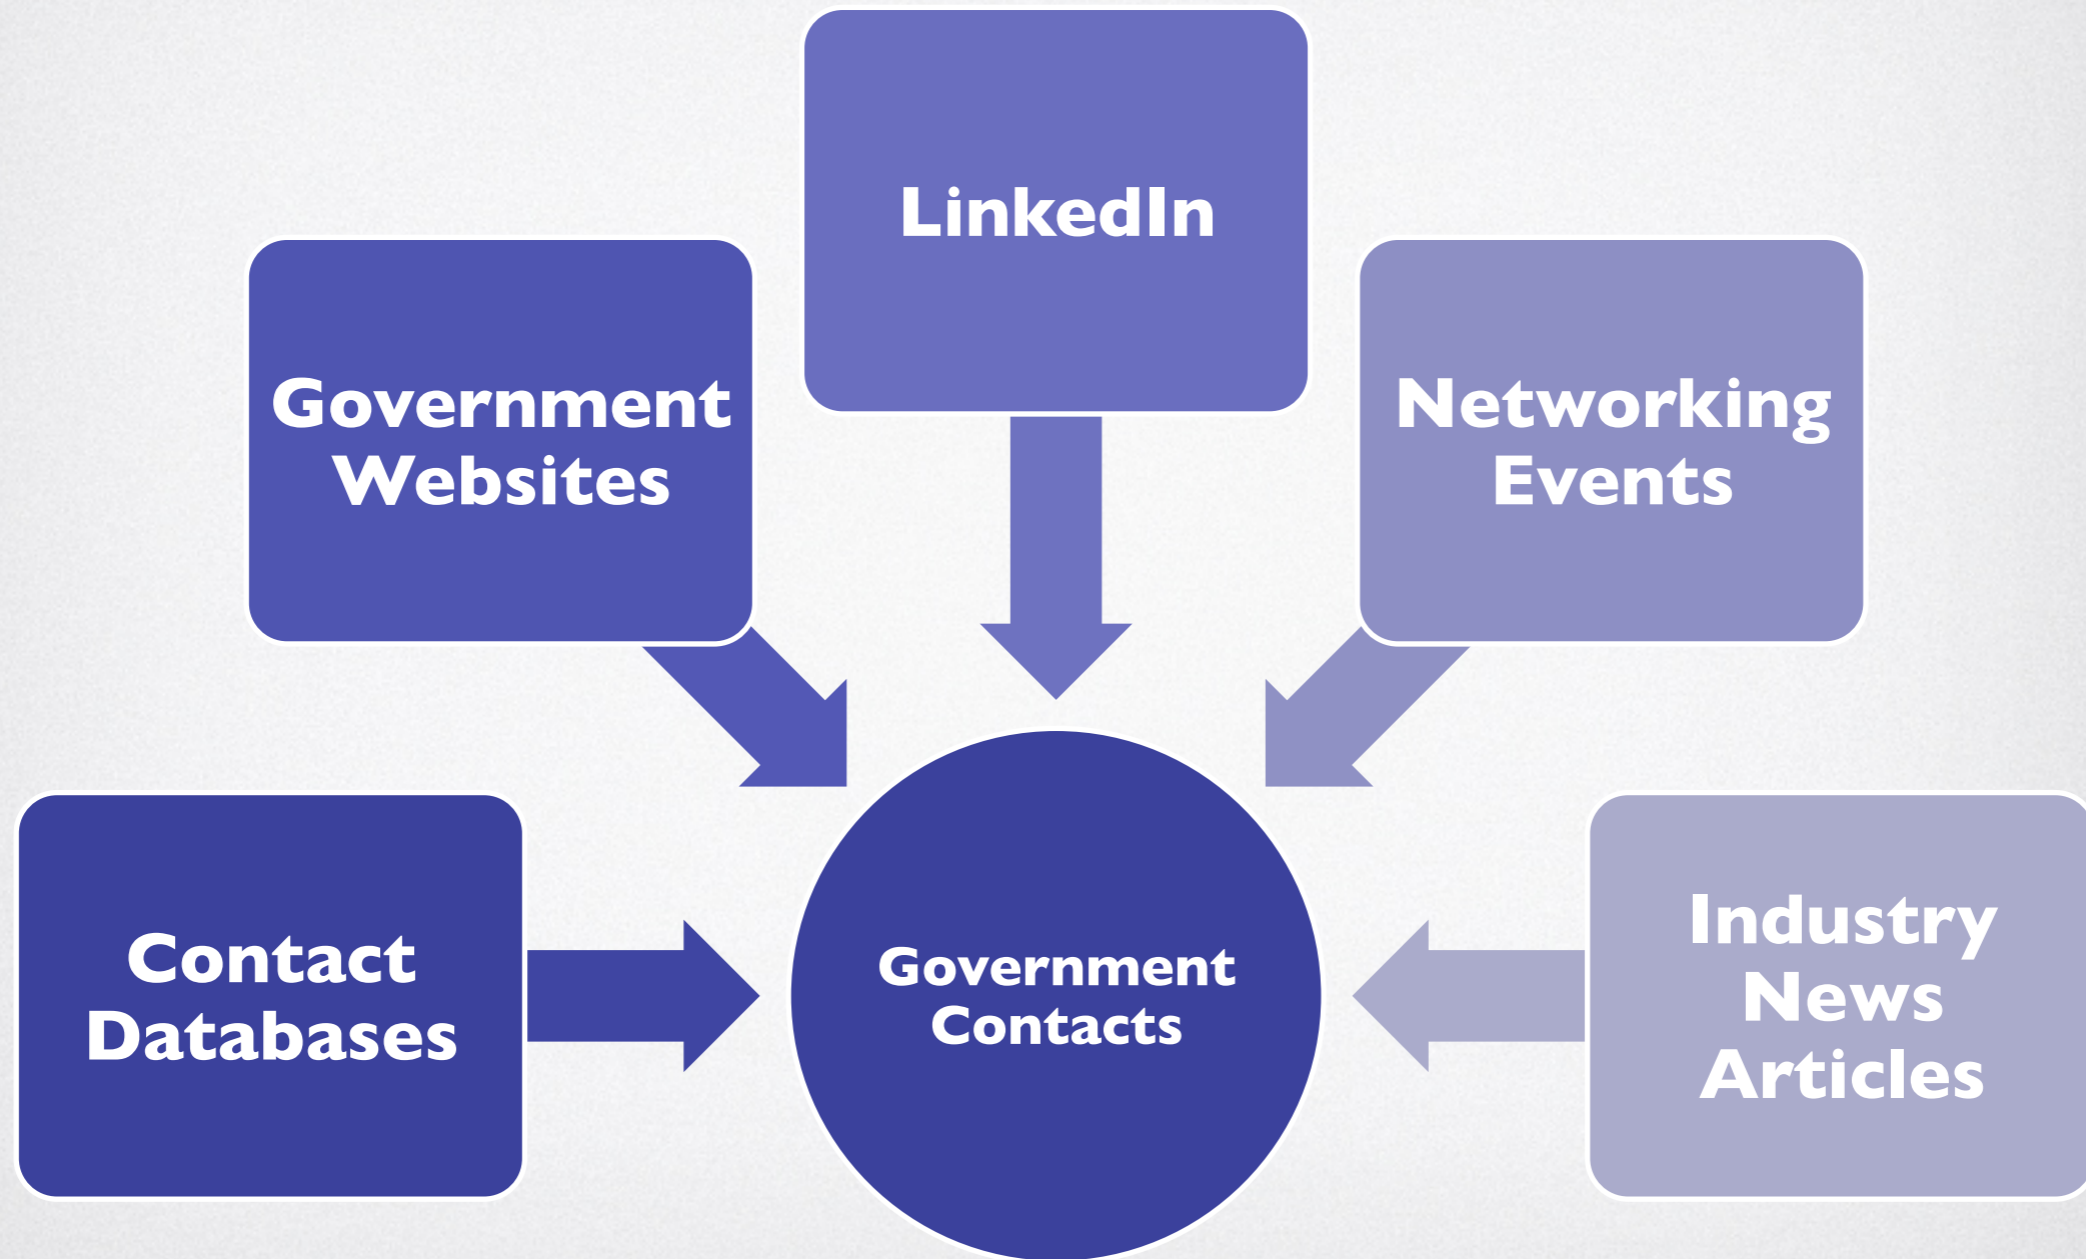 LinkedIn
Government
Websites
Networking
Events
Contact
Databases
Government
Contacts
Industry
News
Articles